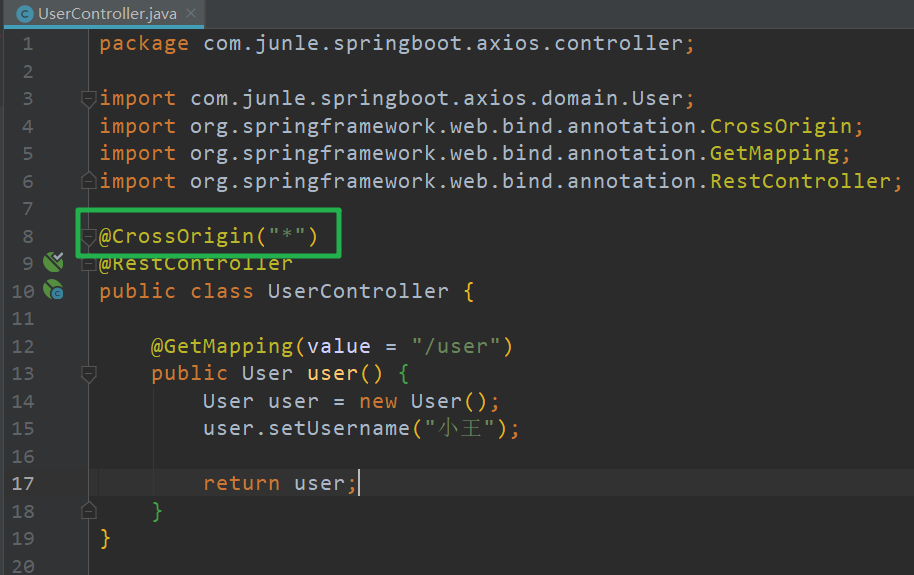 UserController.java
1 package com.junle.springboot.axios.controller;
2
3 import com.junle.springboot.axios.domain.User;
4 import org.springframework.web.bind.annotation.CrossOrigin;
5 import org.springframework.web.bind.annotation.GetMapping;
6 import org.springframework.web.bind.annotation.RestController;
7
8 @CrossOrigin("*")
9 @RestController
10 public class UserController {
11
12 @GetMapping(value = "/user")
13 public User user() {
14 User user = new User();
15 user.setUsername("小王");
16
17 return user;
18 }
19 }
20